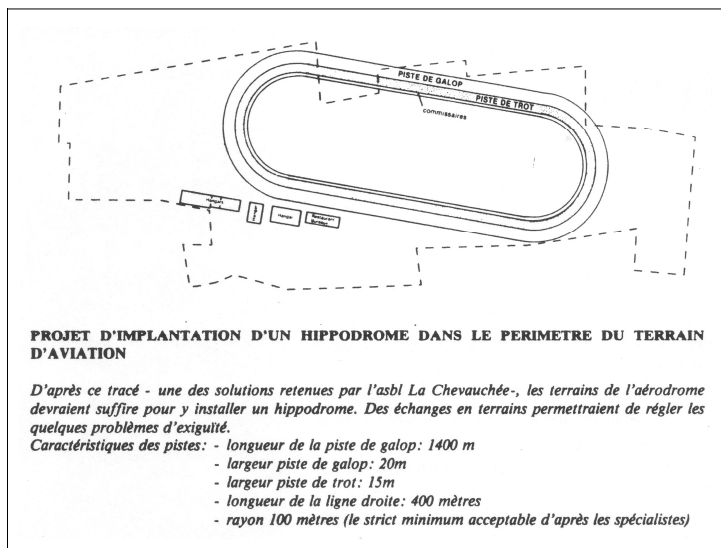 PISTE DE GALOP
PISTE DE TROT
commissaires
Hangars
Hangar
Hangar
Restaurant
Bureaux
PROJET D'IMPLANTATION D'UN HIPPODROME DANS LE PERIMETRE DU TERRAIN
D'AVIATION
D'après ce tracé - une des solutions retenues par l'asbl La Chevauchée-, les terrains de l'aérodrome
devraient suffire pour y installer un hippodrome. Des échanges en terrains permettraient de régler les
quelques problèmes d'exiguïté.
Caractéristiques des pistes: - longueur de la piste de galop: 1400 m
- largeur piste de galop: 20m
- largeur piste de trot: 15m
- longueur de la ligne droite: 400 mètres
- rayon 100 mètres (le strict minimum acceptable d'après les spécialistes)